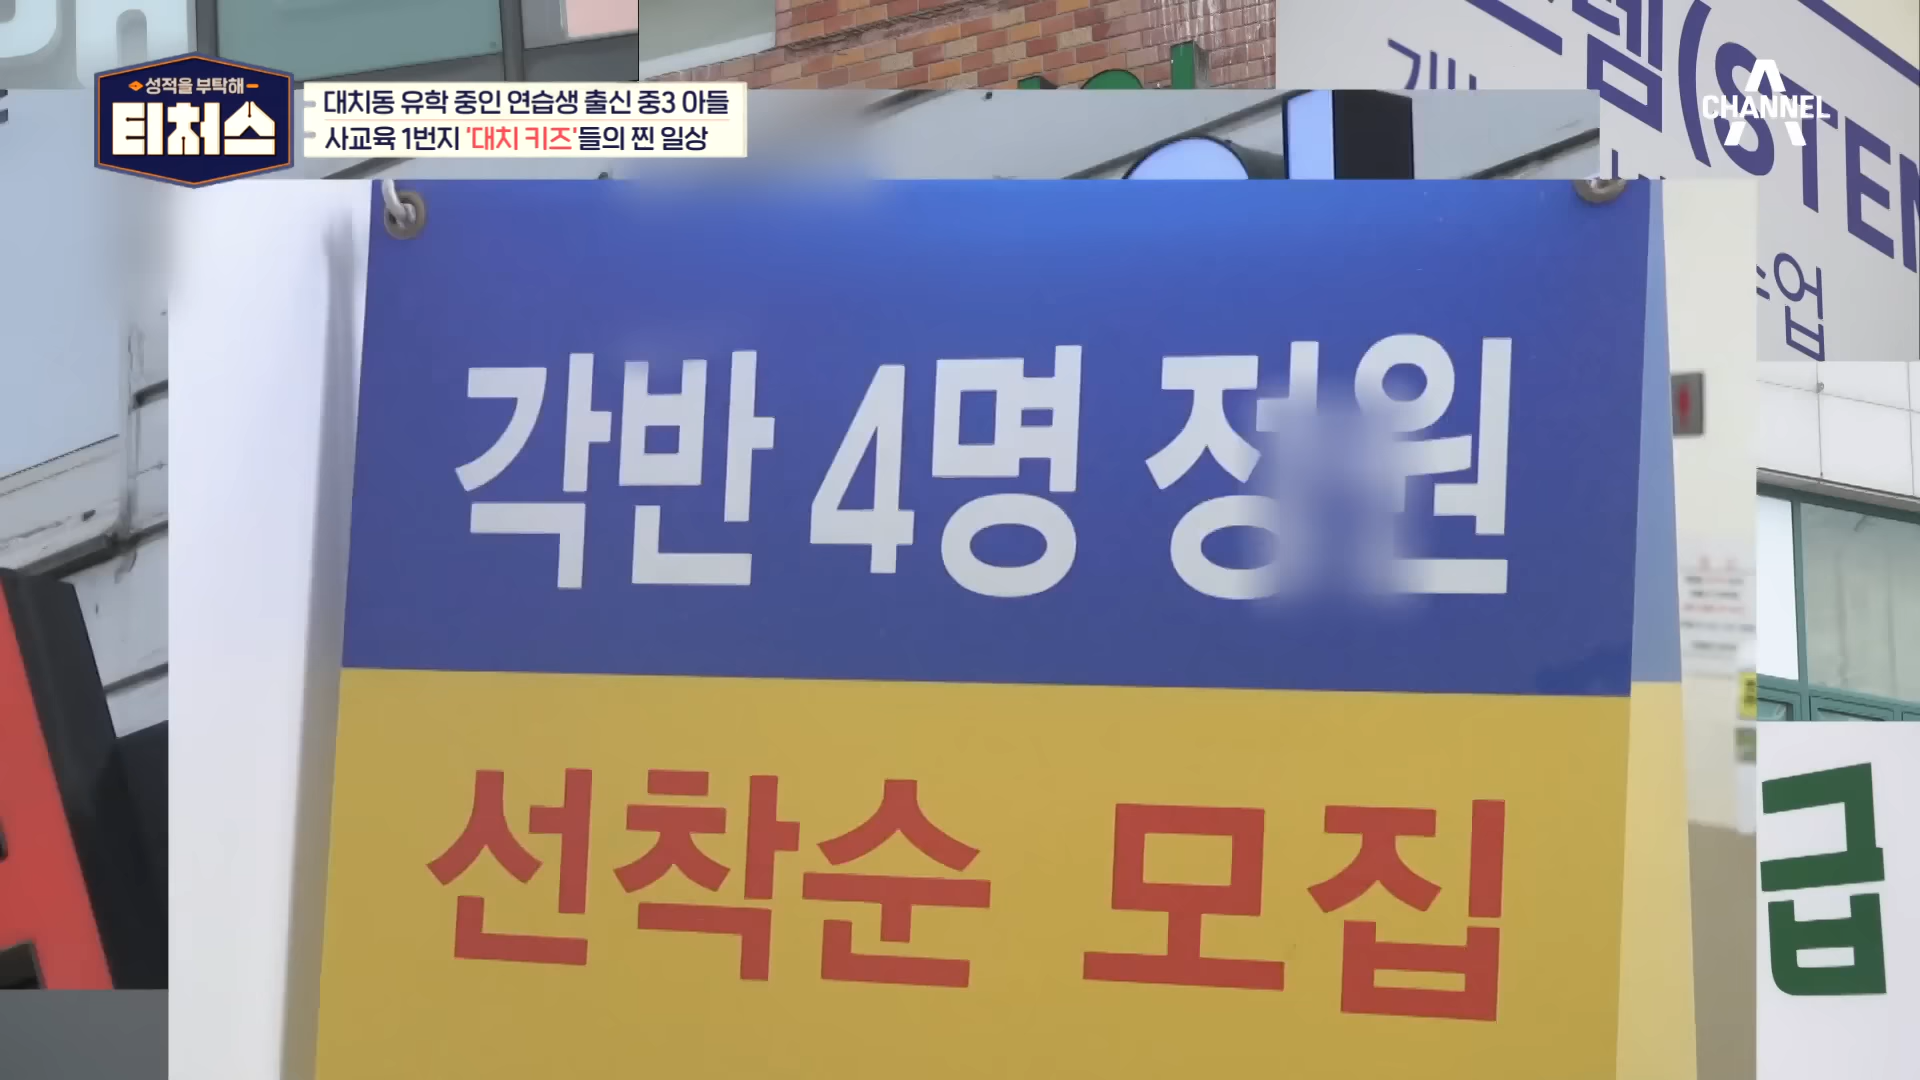 성적을 부탁해
티처스
대치동 유학 중인 연습생 출신 중3 아들
사교육 1번지 '대치 키즈'들의 찐 일상
CHANNEL A
(STEM
각반 4명 정원
선착순 모집
급